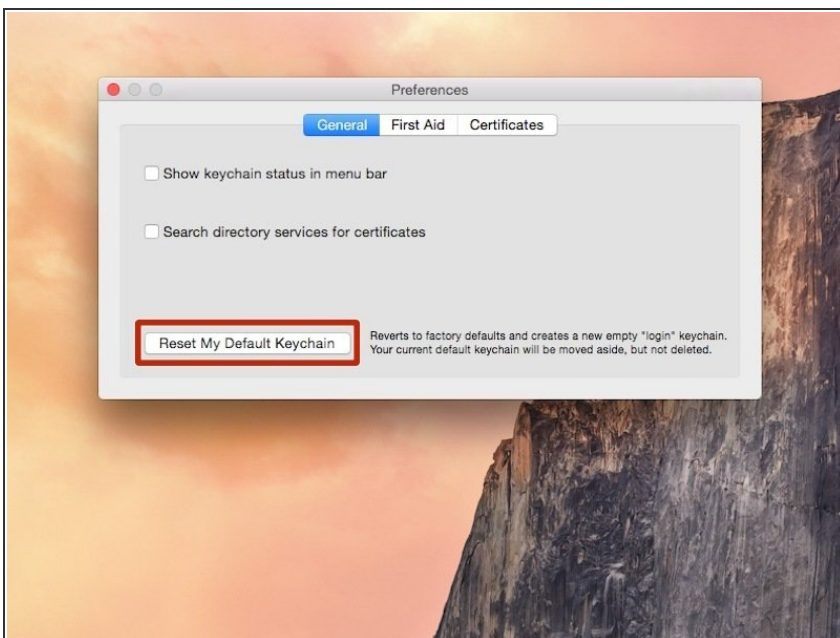 Preferences
General First Aid Certificates
Show keychain status in menu bar
Search directory services for certificates
Reset My Default Keychain
Reverts to factory defaults and creates a new empty "login" keychain.
Your current default keychain will be moved aside, but not deleted.